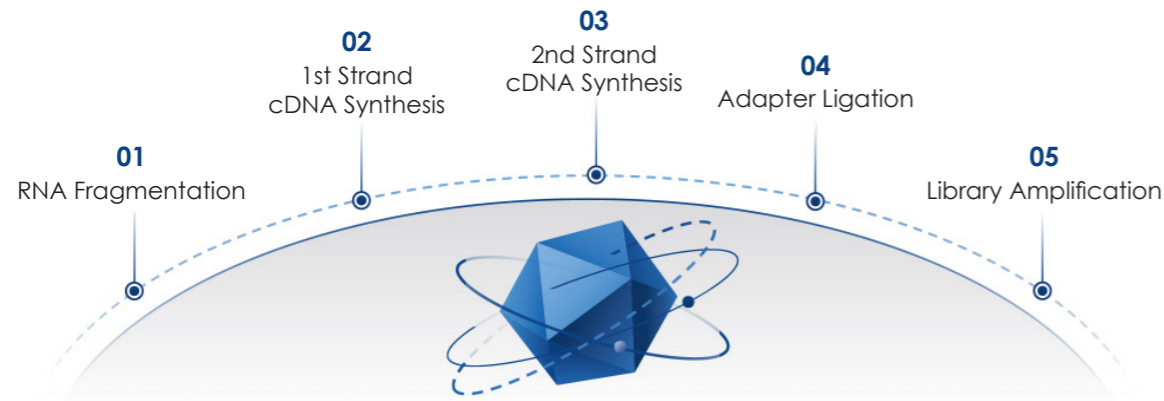 01
RNA Fragmentation
02
1st Strand
cDNA Synthesis
03
2nd Strand
cDNA Synthesis
04
Adapter Ligation
05
Library Amplification